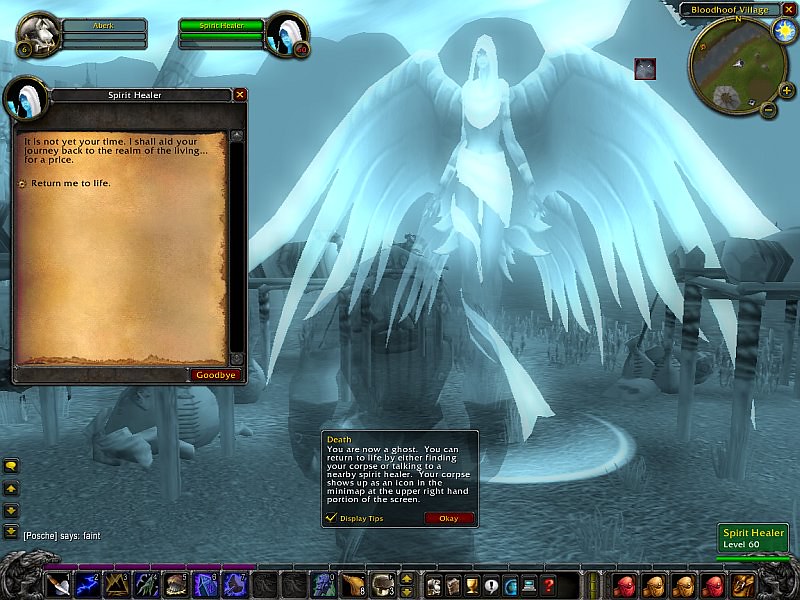 Aberk
6
Spirit Healer
60
Bloodhoof Village
N
Spirit Healer
It is not yet your time. I shall aid your
journey back to the realm of the living...
for a price.
Return me to life.
Goodbye
Death
You are now a ghost. You can
return to life by either finding
your corpse or talking to a
nearby spirit healer. Your corpse
shows up as an icon in the
minimap at the upper right hand
portion of the screen.
Display Tips
Okay
[Posche] says: faint
Spirit Healer
Level 60